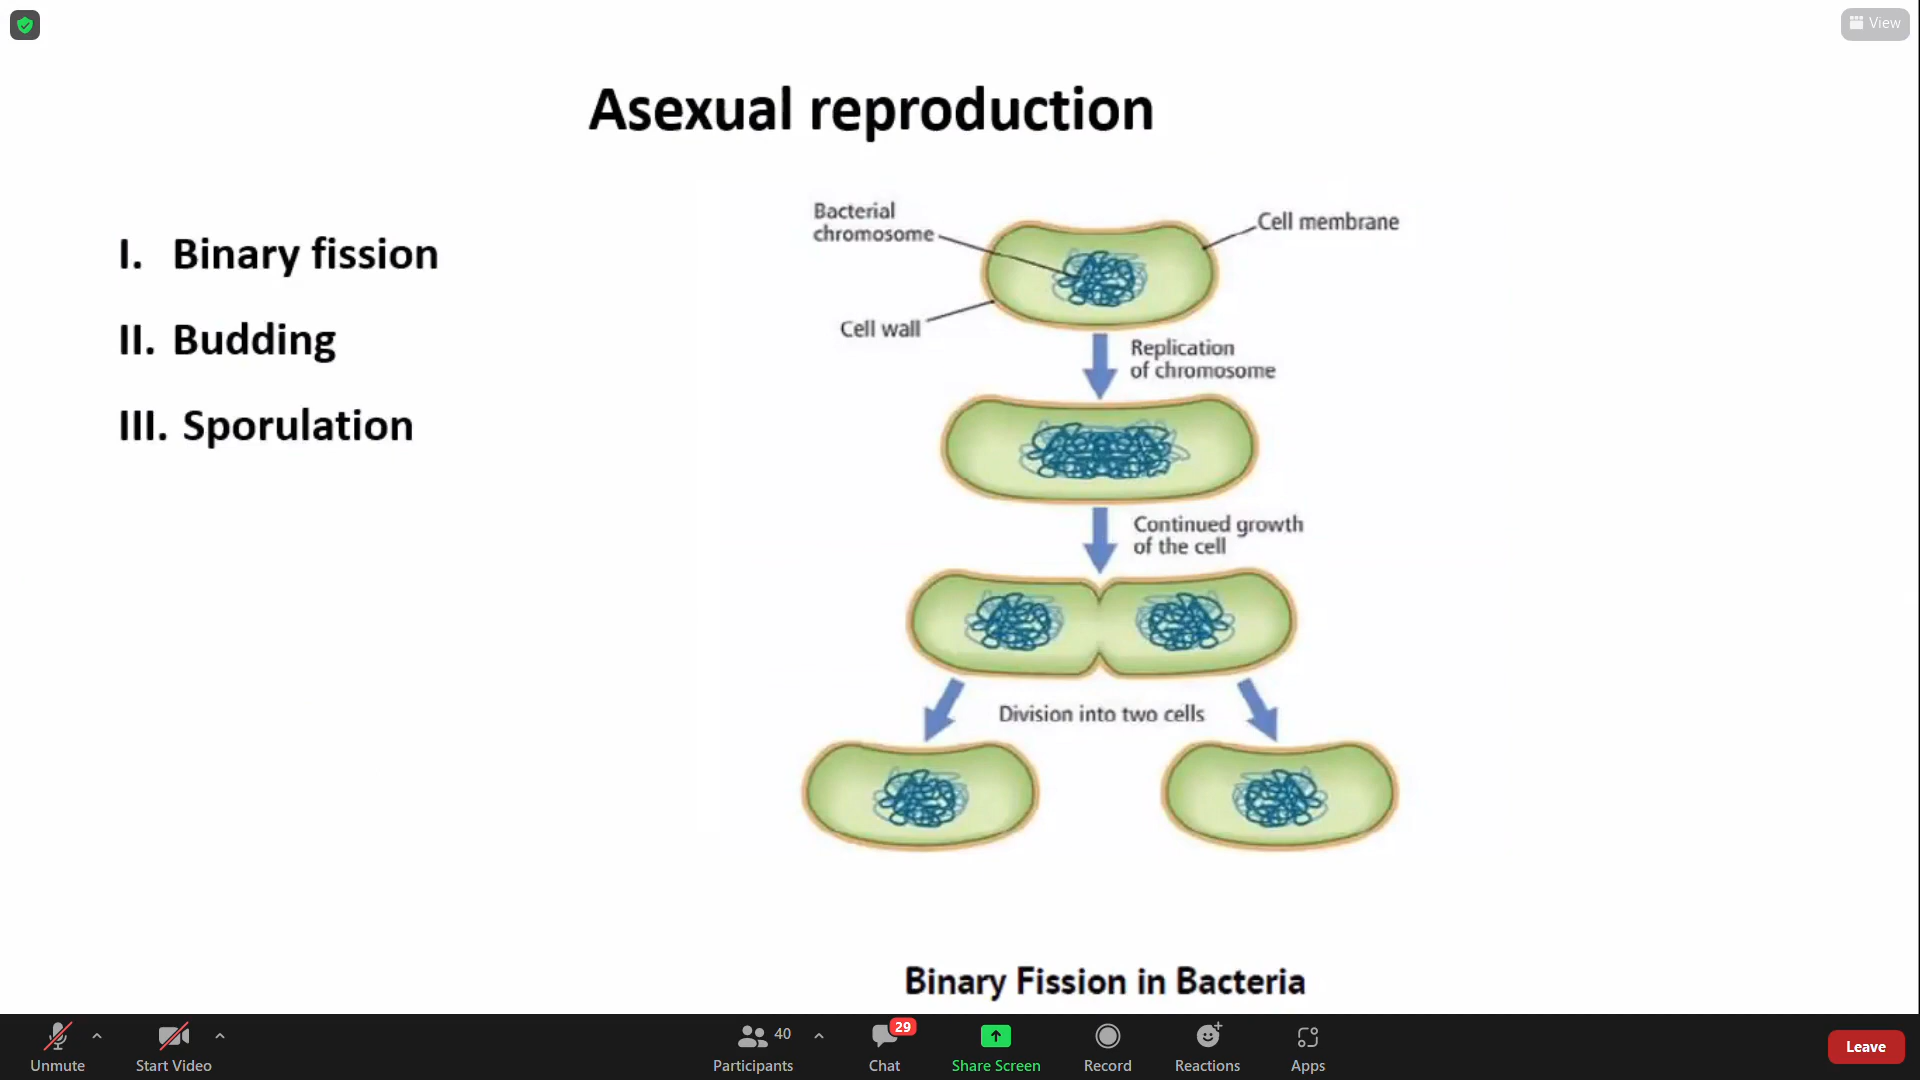 View
Asexual reproduction
I. Binary fission
II. Budding
III. Sporulation
Bacterial
chromosome
Cell membrane
Cell wall
Replication
of chromosome
Continued growth
of the cell
Division into two cells
Binary Fission in Bacteria
Unmute
Start Video
40
Participants
29
Chat
Share Screen
Record
Reactions
Apps
Leave